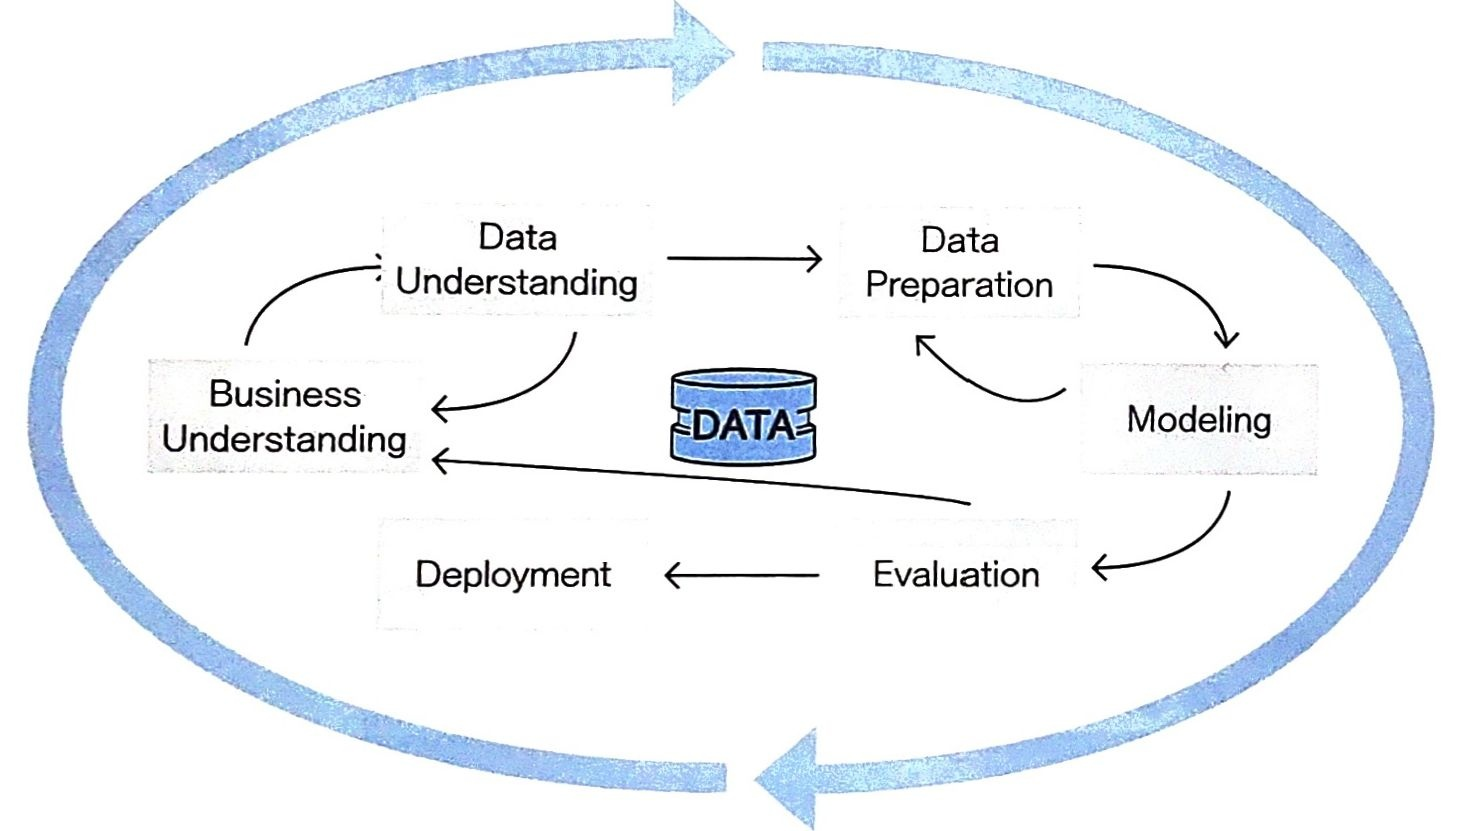 Data
Understanding
Data
Preparation
Business
Understanding
DATA
Modeling
Deployment
Evaluation